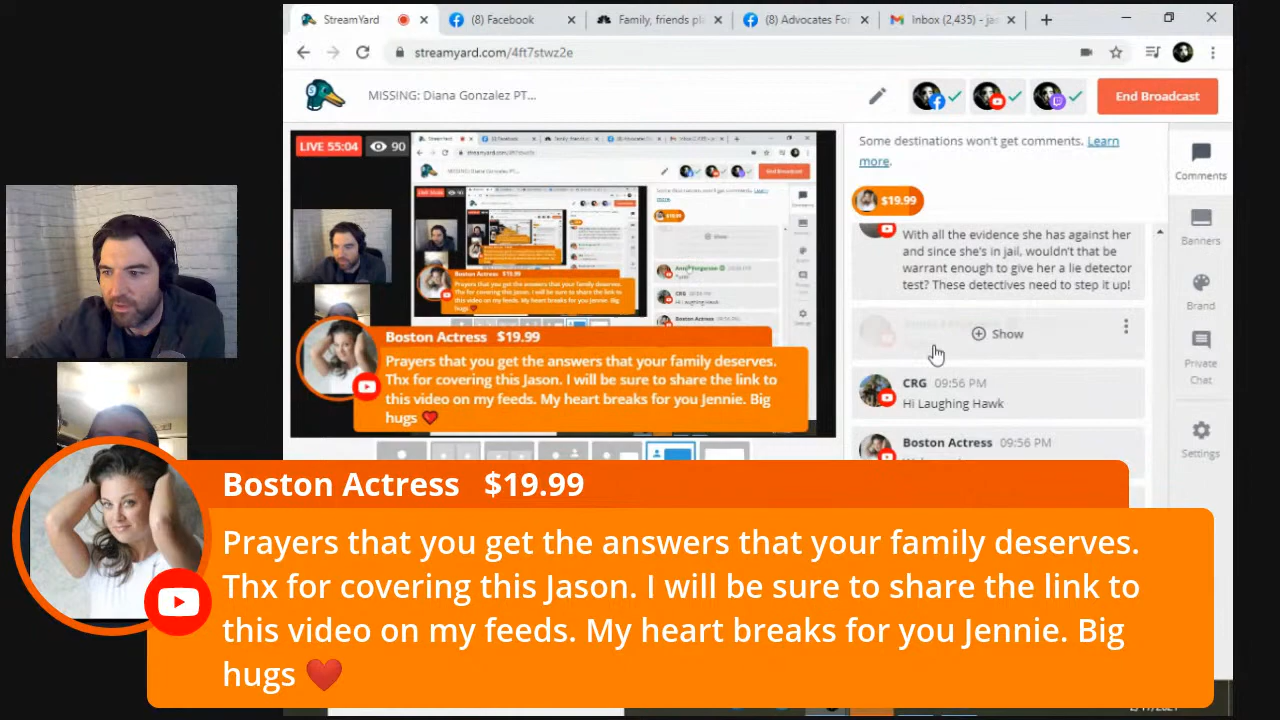 StreamYard
(8) Facebook
Family, friends pl
(8) Advocates For
Inbox (2,435) - ja
streamyard.com/4ft7stwz2e
MISSING: Diana Gonzalez PT...
End Broadcast
Some destinations won't get comments. Learn
more.
$19.99
With all the evidence she has against her
and since she's in jail, wouldn't that be
warrant enough to give her a lie detector
test? These detectives need to step it up!
Show
CRG 09:56 PM
Hi Laughing Hawk
Boston Actress 09:56 PM
Comments
Banners
Brand
Private
Chat
Settings
LIVE 55:04 90
Boston Actress $19.99
Prayers that you get the answers that your family deserves.
Thx for covering this Jason. I will be sure to share the link to
this video on my feeds. My heart breaks for you Jennie. Big
hugs ❤️
Boston Actress $19.99
Prayers that you get the answers that your family deserves.
Thx for covering this Jason. I will be sure to share the link to
this video on my feeds. My heart breaks for you Jennie. Big
hugs ❤️